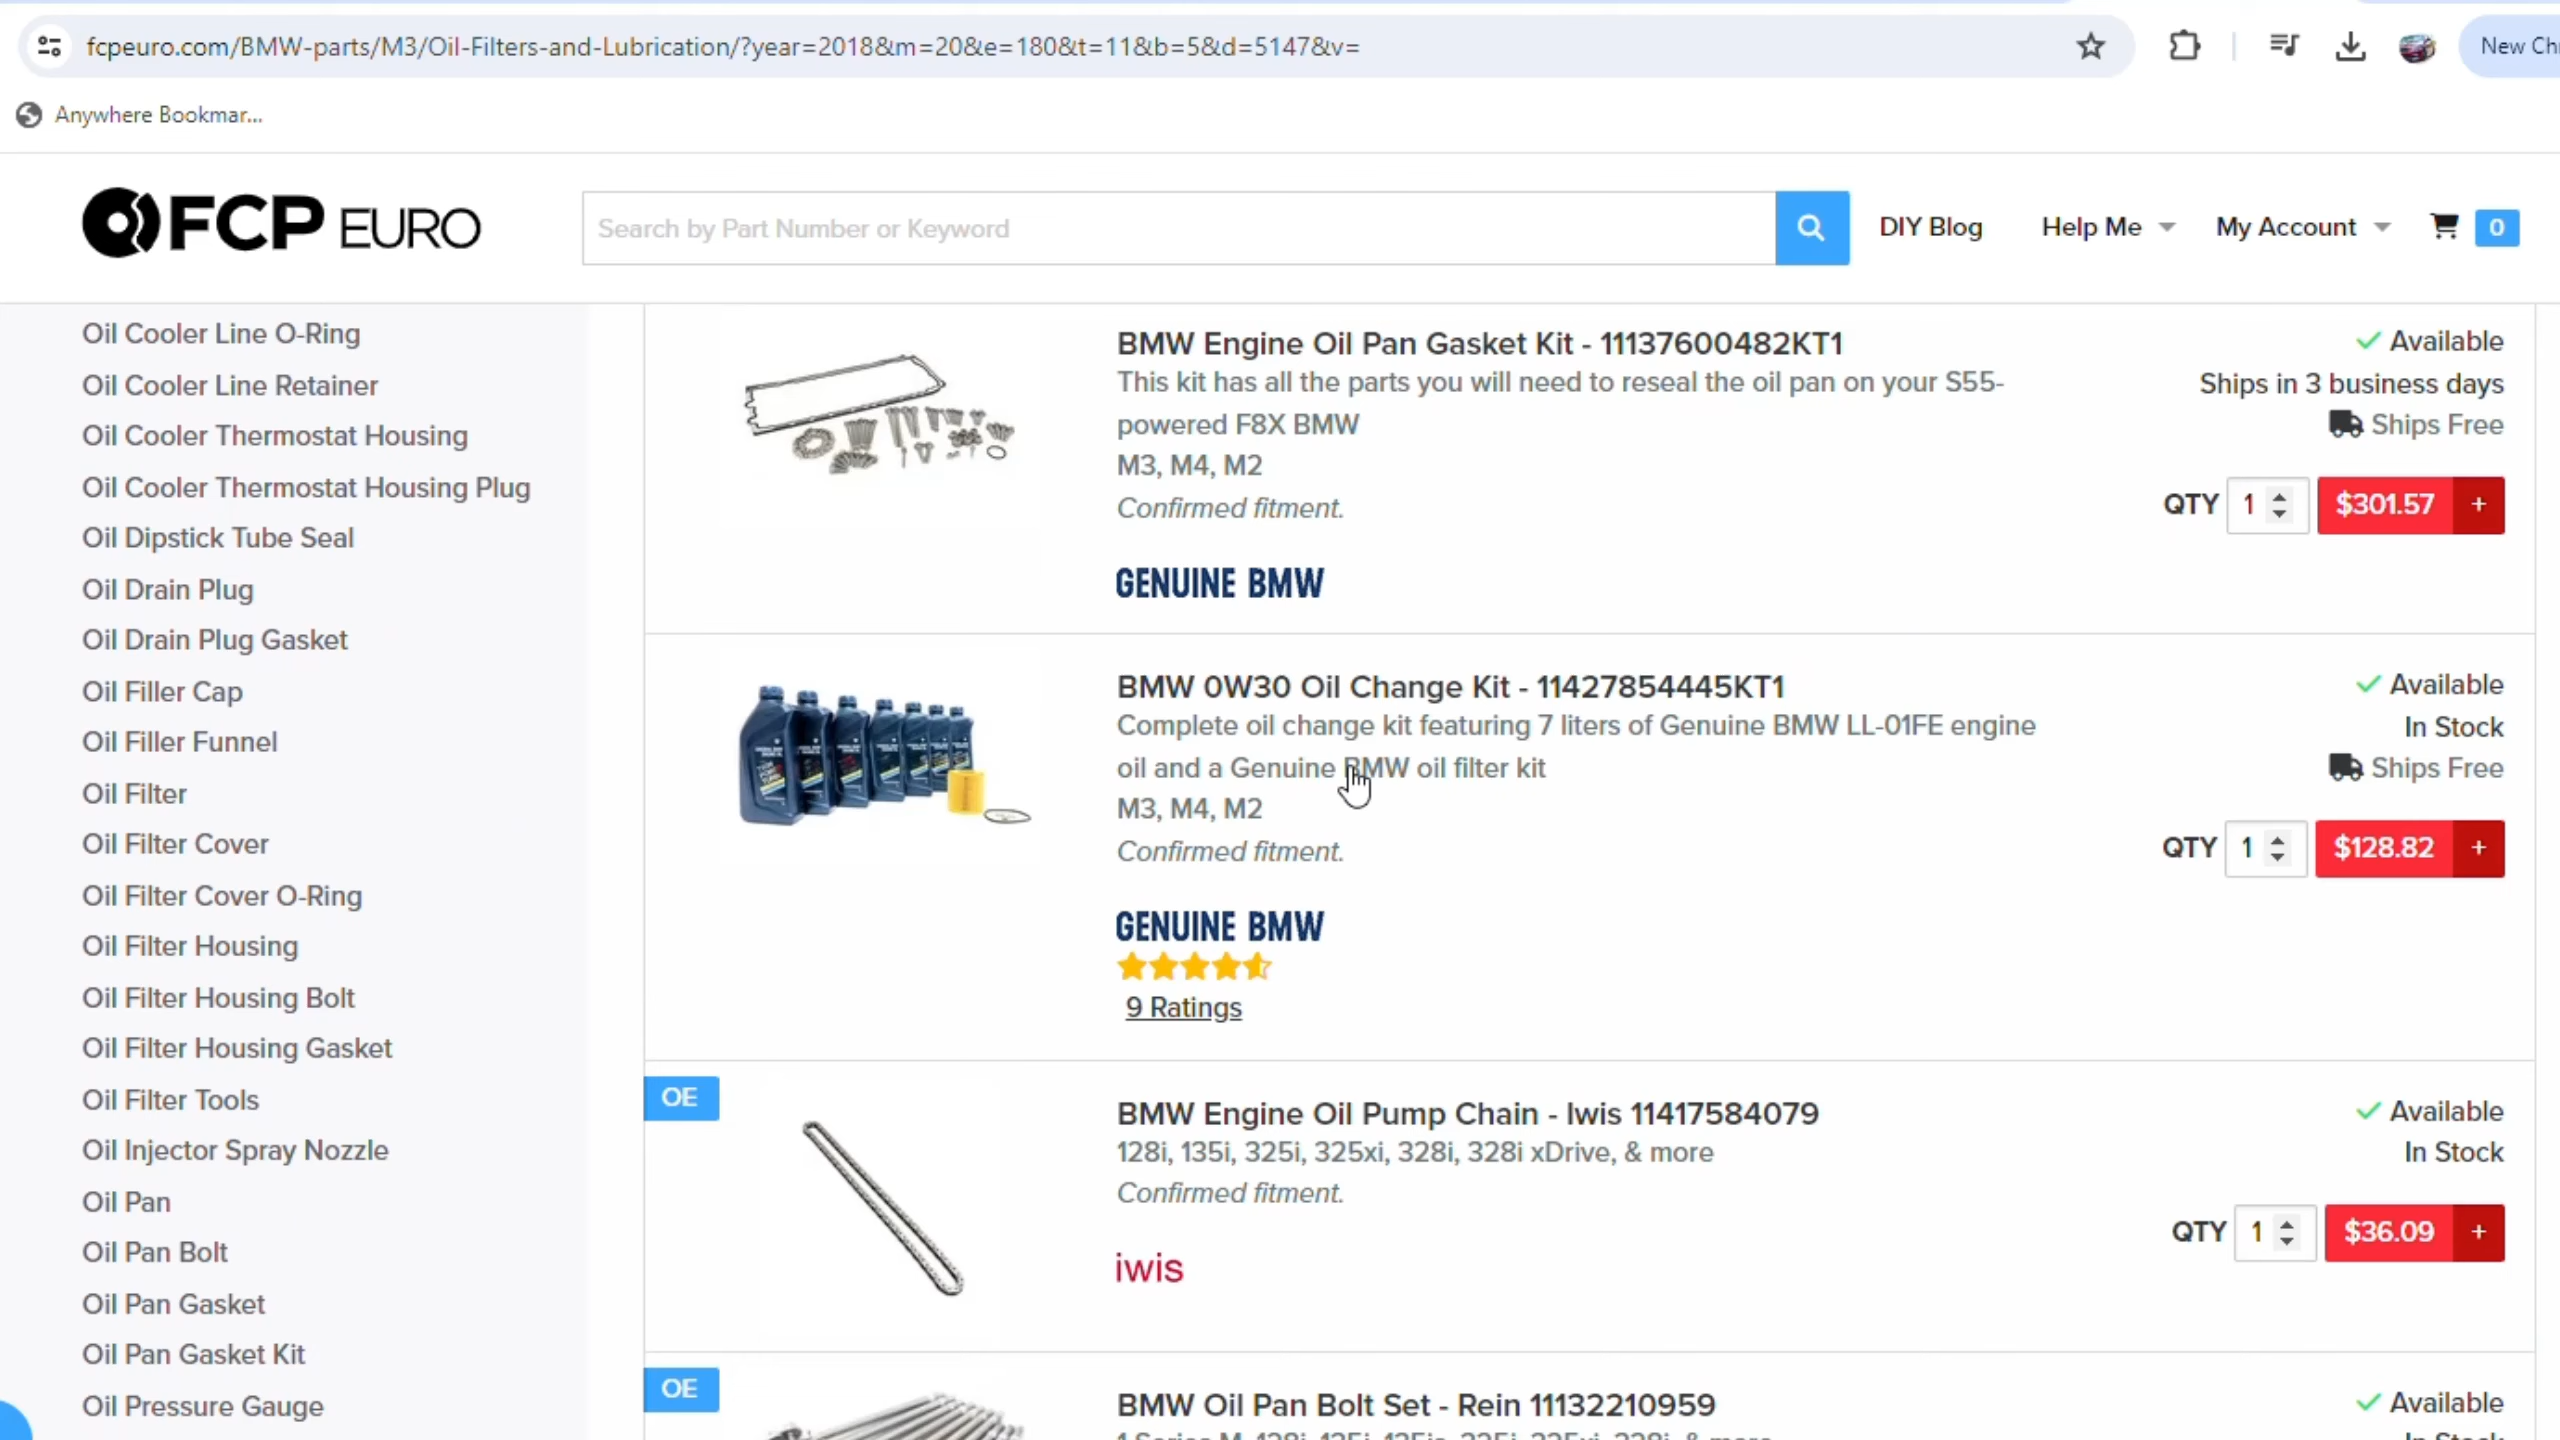 fcpeuro.com/BMW-parts/M3/Oil-Filters-and-Lubrication/?year=2018&m=20&e=180&t=11&b=5&d=5147&v=
New Ch
Anywhere Bookmar...
FCP EURO
Search by Part Number or Keyword
DIY Blog
Help Me
My Account
0
Oil Cooler Line O-Ring
Oil Cooler Line Retainer
Oil Cooler Thermostat Housing
Oil Cooler Thermostat Housing Plug
Oil Dipstick Tube Seal
Oil Drain Plug
Oil Drain Plug Gasket
Oil Filler Cap
Oil Filler Funnel
Oil Filter
Oil Filter Cover
Oil Filter Cover O-Ring
Oil Filter Housing
Oil Filter Housing Bolt
Oil Filter Housing Gasket
Oil Filter Tools
Oil Injector Spray Nozzle
Oil Pan
Oil Pan Bolt
Oil Pan Gasket
Oil Pan Gasket Kit
Oil Pressure Gauge
BMW Engine Oil Pan Gasket Kit - 11137600482KT1
This kit has all the parts you will need to reseal the oil pan on your S55-
powered F8X BMW
M3, M4, M2
Confirmed fitment.
GENUINE BMW
Available
Ships in 3 business days
Ships Free
QTY 1 $301.57 +
BMW 0W30 Oil Change Kit - 11427854445KT1
Complete oil change kit featuring 7 liters of Genuine BMW LL-01FE engine
oil and a Genuine BMW oil filter kit
M3, M4, M2
Confirmed fitment.
GENUINE BMW
9 Ratings
Available
In Stock
Ships Free
QTY 1 $128.82 +
OE
BMW Engine Oil Pump Chain - Iwis 11417584079
128i, 135i, 325i, 325xi, 328i, 328i xDrive, & more
Confirmed fitment.
iwis
Available
In Stock
QTY 1 $36.09 +
OE
BMW Oil Pan Bolt Set - Rein 11132210959
Available